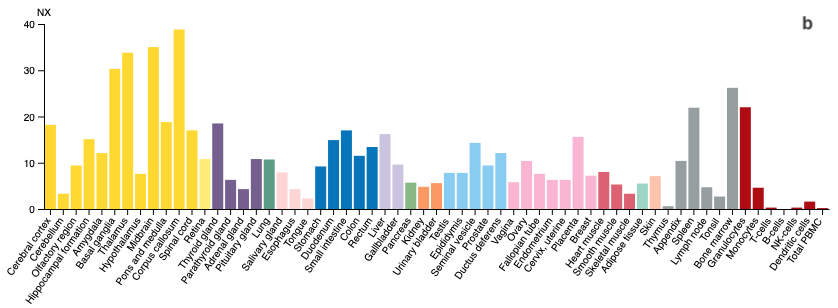 NX
b
40
30
20
10
0
Cerebral cortex
Cerebellum
Olfactory region
Hippocampal formation
Amygdala
Basal ganglia
Thalamus
Hypothalamus
Midbrain
Pons and medulla
Corpus callosum
Spinal cord
Retina
Thyroid gland
Parathyroid gland
Adrenal gland
Pituitary gland
Lung
Salivary gland
Esophagus
Tongue
Stomach
Duodenum
Small intestine
Colon
Rectum
Liver
Gallbladder
Pancreas
Kidney
Urinary bladder
Testis
Epididymis
Seminal vesicle
Prostate
Ductus deferens
Vagina
Ovary
Fallopian tube
Endometrium
Cervix, uterine
Placenta
Breast
Heart muscle
Smooth muscle
Skeletal muscle
Adipose tissue
Skin
Thymus
Appendix
Spleen
Lymph node
Tonsil
Bone marrow
Granulocytes
Monocytes
T-cells
B-cells
NK-cells
Dendritic cells
Total PBMC